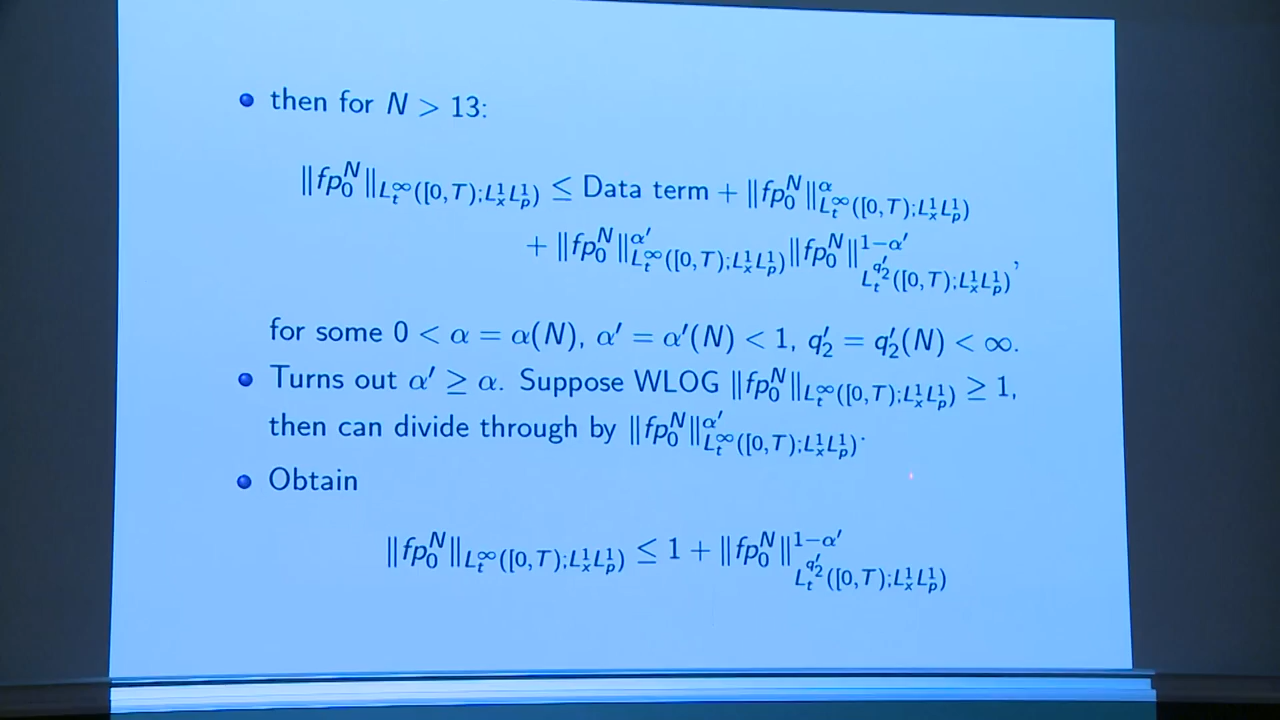 • then for N > 13:
‖fp₀ᴺ‖_{L_t^∞([0,T);L_x^1L_p^1)} ≤ Data term + ‖fp₀ᴺ‖^α_{L_t^∞([0,T);L_x^1L_p^1)}
+ ‖fp₀ᴺ‖^{α′}_{L_t^∞([0,T);L_x^1L_p^1)}‖fp₀ᴺ‖^{1−α′}_{L_t^{q₂′}([0,T);L_x^1L_p^1)},
for some 0 < α = α(N), α′ = α′(N) < 1, q₂′ = q₂′(N) < ∞.
• Turns out α′ ≥ α. Suppose WLOG ‖fp₀ᴺ‖_{L_t^∞([0,T);L_x^1L_p^1)} ≥ 1,
then can divide through by ‖fp₀ᴺ‖^{α′}_{L_t^∞([0,T);L_x^1L_p^1)}.
• Obtain
‖fp₀ᴺ‖_{L_t^∞([0,T);L_x^1L_p^1)} ≤ 1 + ‖fp₀ᴺ‖^{1−α′}_{L_t^{q₂′}([0,T);L_x^1L_p^1)}